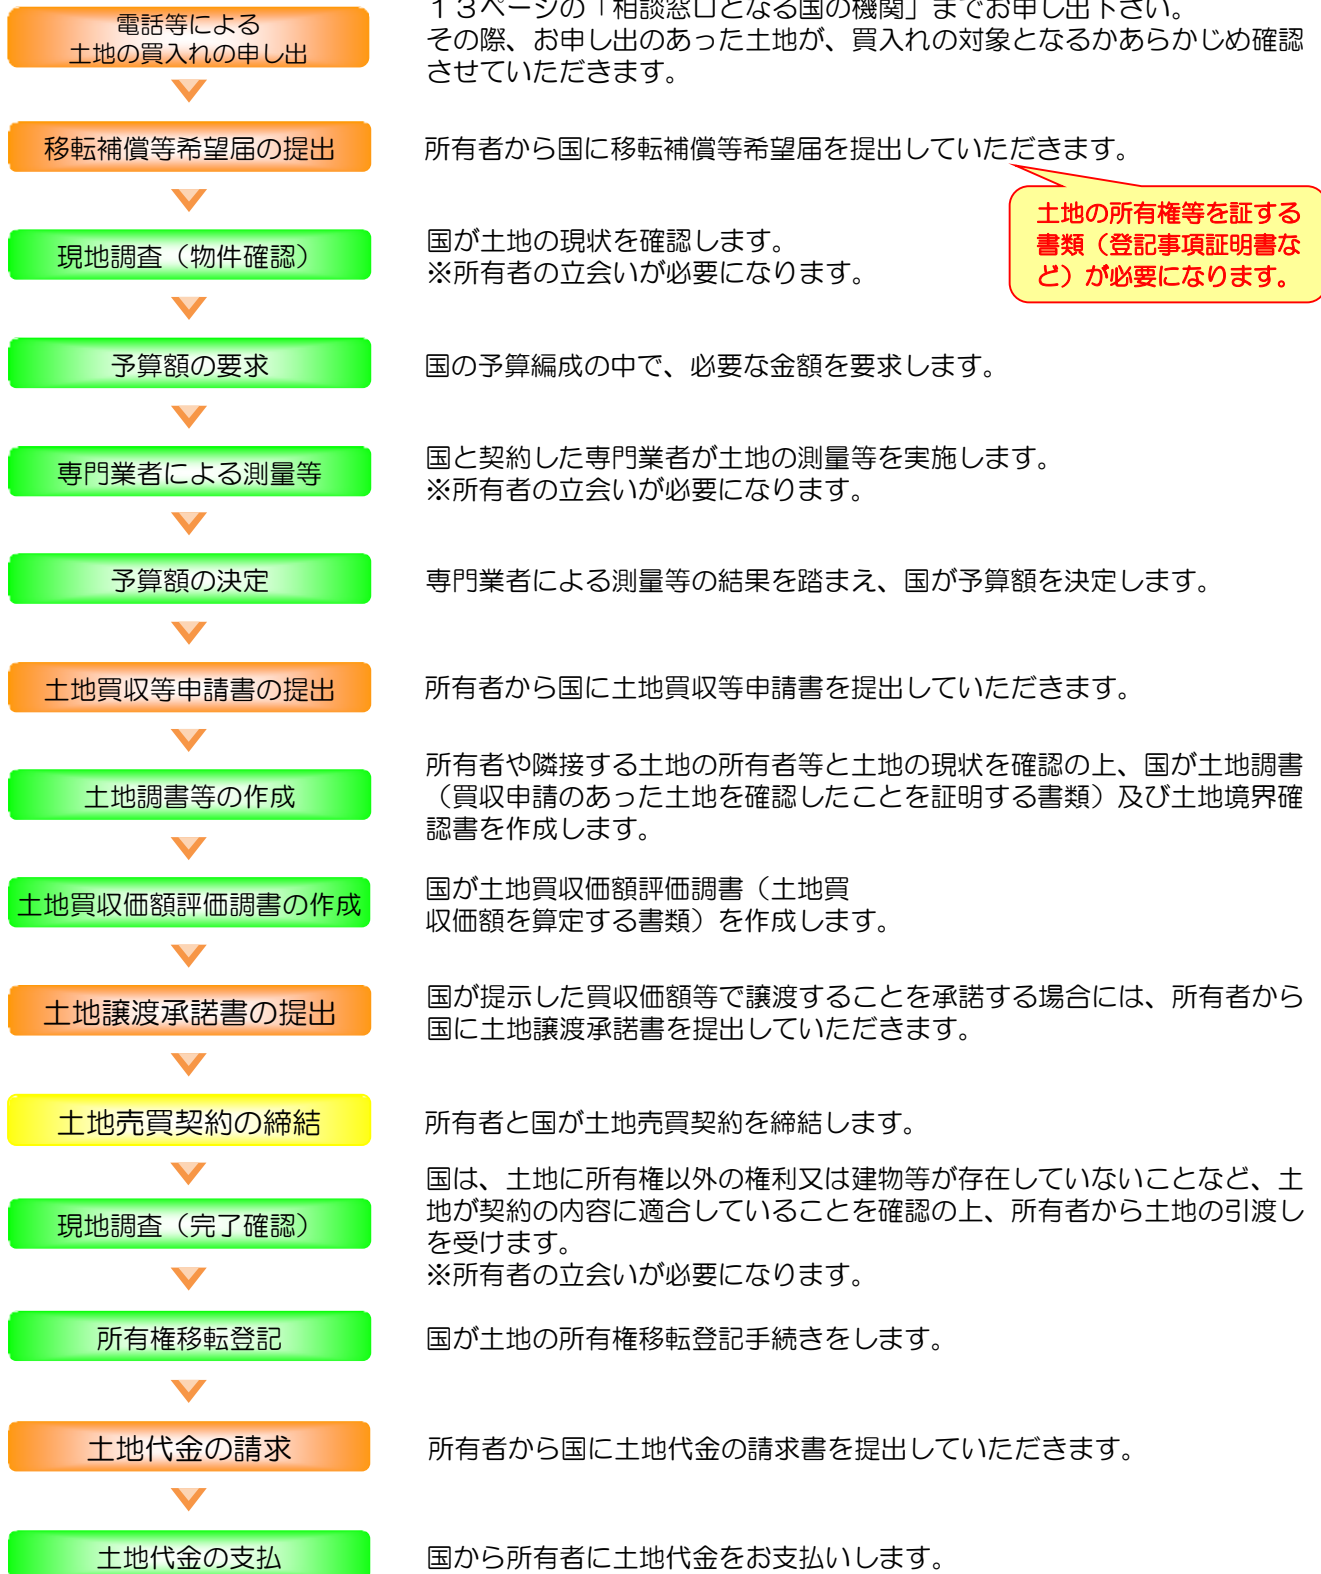 電話等による
土地の買入れの申し出
１３ページの「相談窓口となる国の機関」までお申し出下さい。
その際、お申し出のあった土地が、買入れの対象となるかあらかじめ確認
させていただきます。
移転補償等希望届の提出
所有者から国に移転補償等希望届を提出していただきます。
土地の所有権等を証する
書類（登記事項証明書な
ど）が必要になります。
現地調査（物件確認）
国が土地の現状を確認します。
※所有者の立会いが必要になります。
予算額の要求
国の予算編成の中で、必要な金額を要求します。
専門業者による測量等
国と契約した専門業者が土地の測量等を実施します。
※所有者の立会いが必要になります。
予算額の決定
専門業者による測量等の結果を踏まえ、国が予算額を決定します。
土地買収等申請書の提出
所有者から国に土地買収等申請書を提出していただきます。
土地調書等の作成
所有者や隣接する土地の所有者等と土地の現状を確認の上、国が土地調書
（買収申請のあった土地を確認したことを証明する書類）及び土地境界確
認書を作成します。
土地買収価額評価調書の作成
国が土地買収価額評価調書（土地買
収価額を算定する書類）を作成します。
土地譲渡承諾書の提出
国が提示した買収価額等で譲渡することを承諾する場合には、所有者から
国に土地譲渡承諾書を提出していただきます。
土地売買契約の締結
所有者と国が土地売買契約を締結します。
現地調査（完了確認）
国は、土地に所有権以外の権利又は建物等が存在していないことなど、土
地が契約の内容に適合していることを確認の上、所有者から土地の引渡し
を受けます。
※所有者の立会いが必要になります。
所有権移転登記
国が土地の所有権移転登記手続きをします。
土地代金の請求
所有者から国に土地代金の請求書を提出していただきます。
土地代金の支払
国から所有者に土地代金をお支払いします。